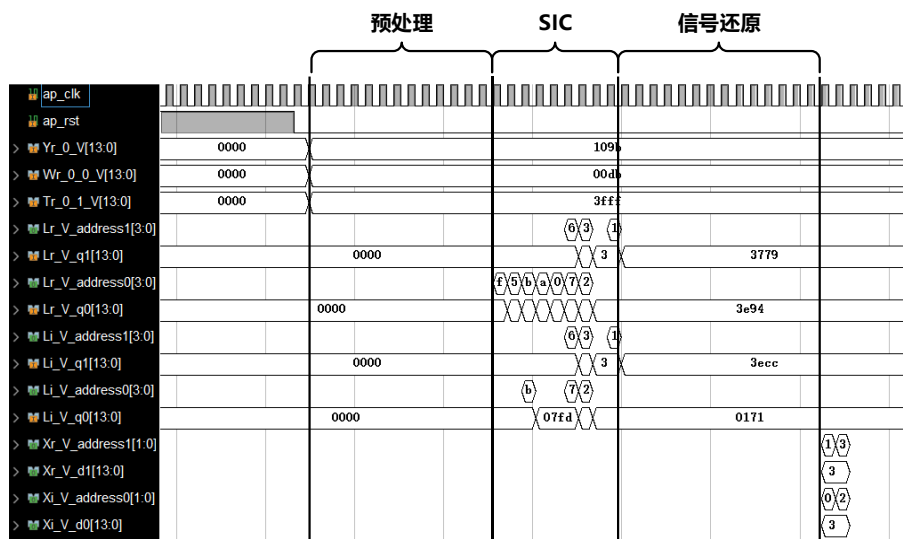 预处理 SIC 信号还原
ap_clk
ap_rst
Yr_0_V[13:0] 0000 109b
Wr_0_0_V[13:0] 0000 00db
Tr_0_1_V[13:0] 0000 3fff
Lr_V_address1[3:0] 6 3 1
Lr_V_q1[13:0] 0000 3 3779
Lr_V_address0[3:0] f 5 b a 0 7 2
Lr_V_q0[13:0] 0000 3e94
Li_V_address1[3:0] 6 3 1
Li_V_q1[13:0] 0000 3 3ecc
Li_V_address0[3:0] b 7 2
Li_V_q0[13:0] 0000 07fd 0171
Xr_V_address1[1:0] 1 3
Xr_V_d1[13:0] 3
Xi_V_address0[1:0] 0 2
Xi_V_d0[13:0] 3